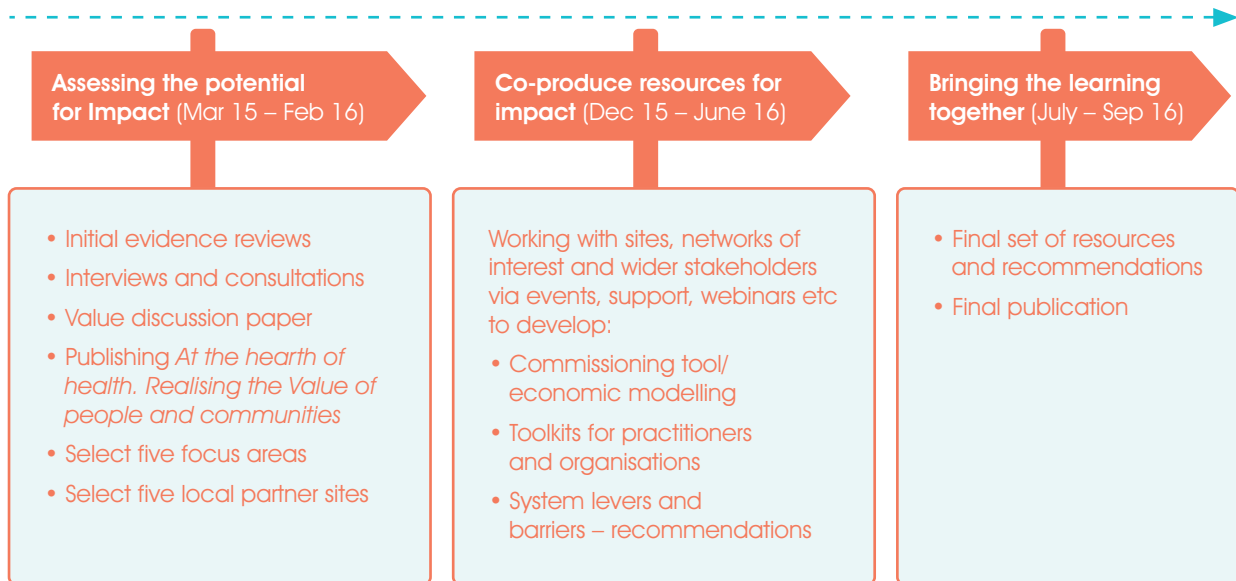 Assessing the potential
for Impact (Mar 15 – Feb 16)
• Initial evidence reviews
• Interviews and consultations
• Value discussion paper
• Publishing At the hearth of
health. Realising the Value of
people and communities
• Select five focus areas
• Select five local partner sites
Co-produce resources for
impact (Dec 15 – June 16)
Working with sites, networks of
interest and wider stakeholders
via events, support, webinars etc
to develop:
• Commissioning tool/
economic modelling
• Toolkits for practitioners
and organisations
• System levers and
barriers – recommendations
Bringing the learning
together (July – Sep 16)
• Final set of resources
and recommendations
• Final publication